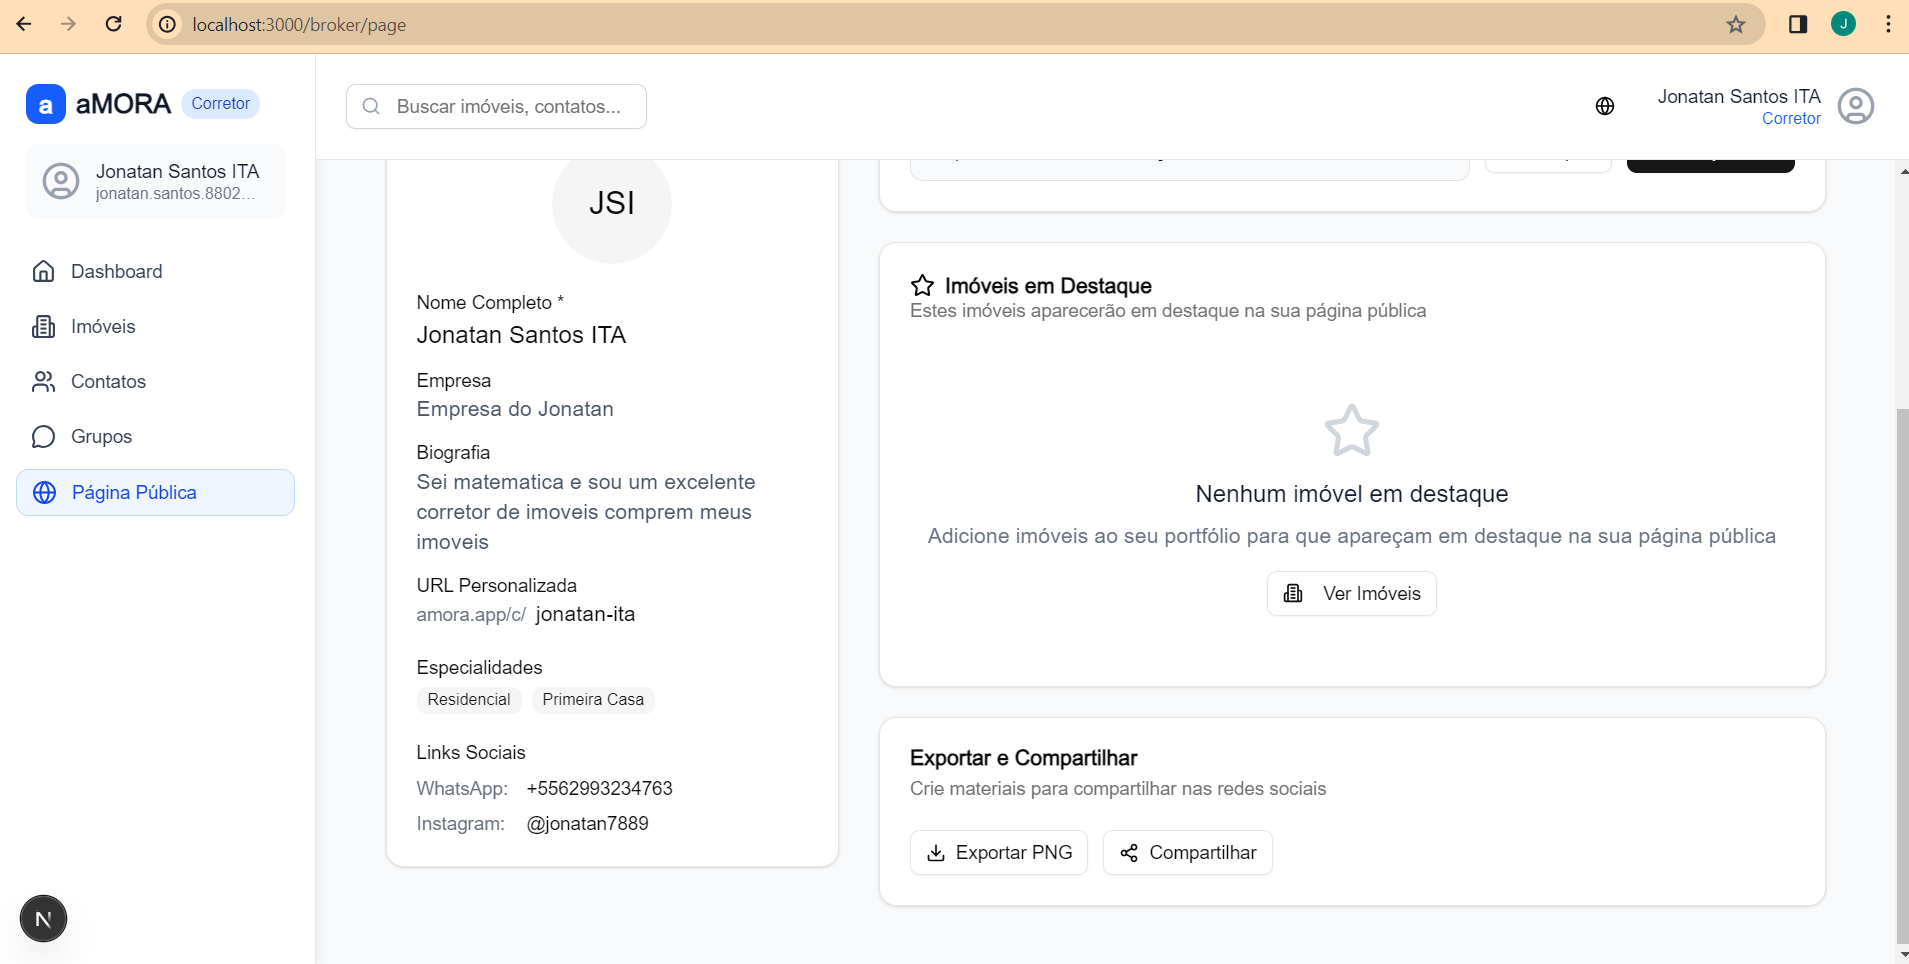 localhost:3000/broker/page
J
a aMORA Corretor
Jonatan Santos ITA
jonatan.santos.8802...
Dashboard
Imóveis
Contatos
Grupos
Página Pública
N
Buscar imóveis, contatos...
Jonatan Santos ITA
Corretor
JSI
Nome Completo *
Jonatan Santos ITA
Empresa
Empresa do Jonatan
Biografia
Sei matematica e sou um excelente
corretor de imoveis comprem meus
imoveis
URL Personalizada
amora.app/c/ jonatan-ita
Especialidades
Residencial Primeira Casa
Links Sociais
WhatsApp: +5562993234763
Instagram: @jonatan7889
Imóveis em Destaque
Estes imóveis aparecerão em destaque na sua página pública
Nenhum imóvel em destaque
Adicione imóveis ao seu portfólio para que apareçam em destaque na sua página pública
Ver Imóveis
Exportar e Compartilhar
Crie materiais para compartilhar nas redes sociais
Exportar PNG Compartilhar